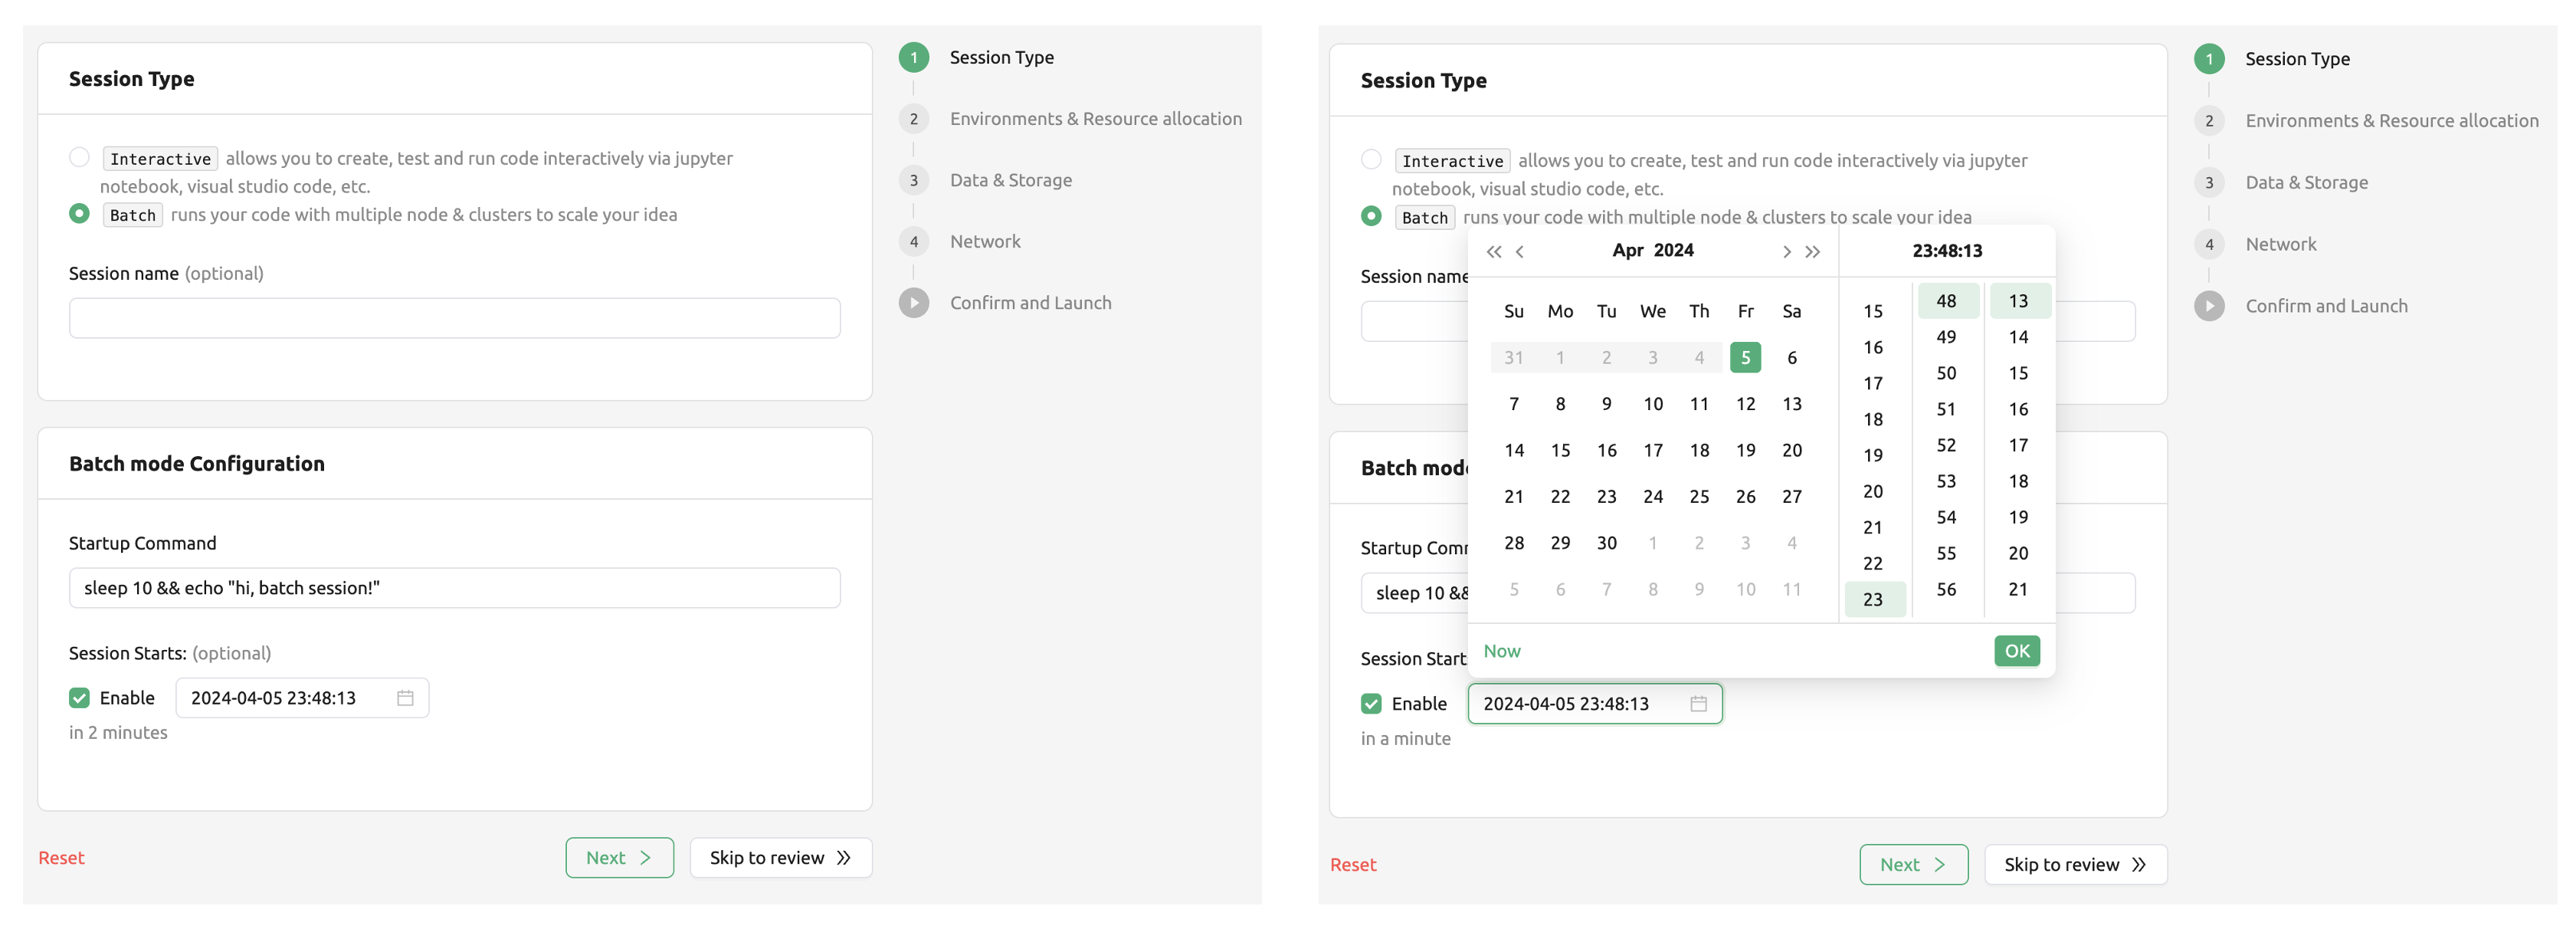 Session Type
Interactive allows you to create, test and run code interactively via jupyter
notebook, visual studio code, etc.
Batch runs your code with multiple node & clusters to scale your idea
Session name (optional)
Batch mode Configuration
Startup Command
sleep 10 && echo "hi, batch session!"
Session Starts: (optional)
Enable 2024-04-05 23:48:13
in 2 minutes
Reset
Next
Skip to review
1 Session Type
2 Environments & Resource allocation
3 Data & Storage
4 Network
Confirm and Launch
Session Type
Interactive allows you to create, test and run code interactively via jupyter
notebook, visual studio code, etc.
Batch runs your code with multiple node & clusters to scale your idea
Session name
Apr 2024
Su Mo Tu We Th Fr Sa
31 1 2 3 4 5 6
7 8 9 10 11 12 13
14 15 16 17 18 19 20
21 22 23 24 25 26 27
28 29 30 1 2 3 4
5 6 7 8 9 10 11
23:48:13
15
16
17
18
19
20
21
22
23
48
49
50
51
52
53
54
55
56
13
14
15
16
17
18
19
20
21
Now
OK
Batch mode
Startup Comm
sleep 10 &&
Session Start
Enable 2024-04-05 23:48:13
in a minute
Reset
Next
Skip to review
1 Session Type
2 Environments & Resource allocation
3 Data & Storage
4 Network
Confirm and Launch